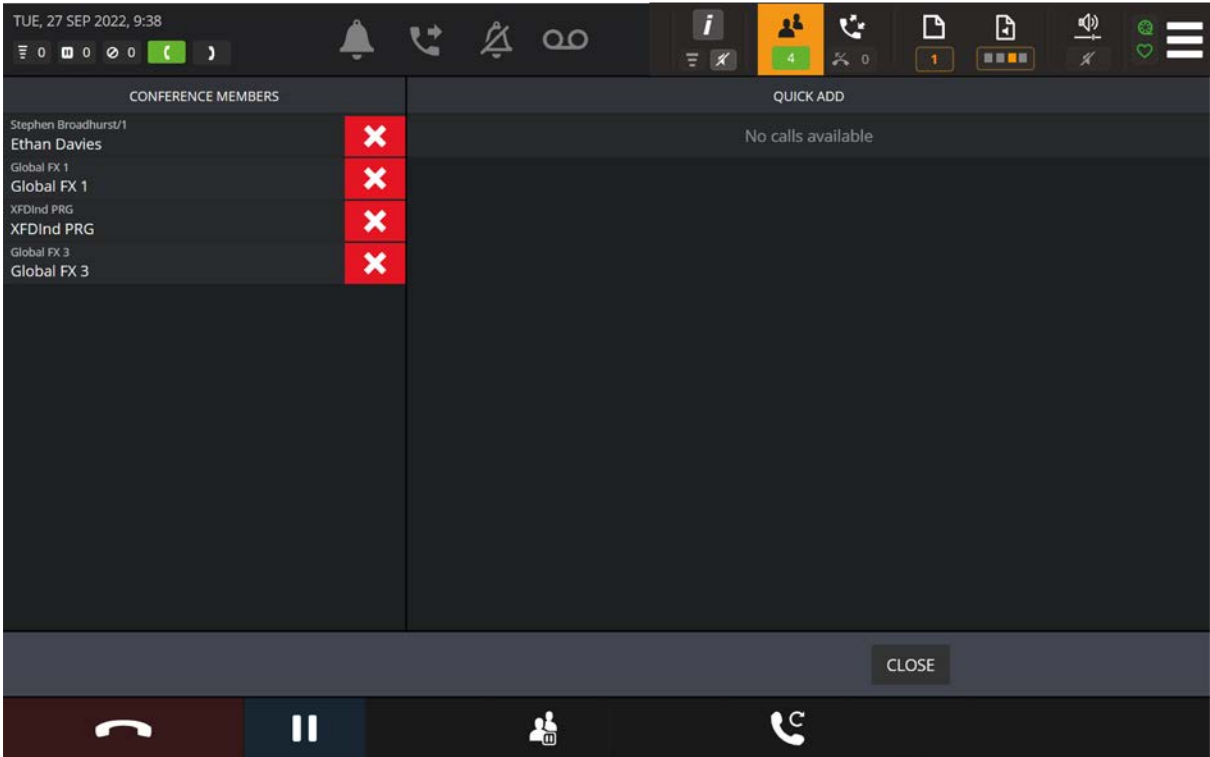 TUE, 27 SEP 2022, 9:38
0 0 0
i
4
0
1
CONFERENCE MEMBERS
QUICK ADD
Stephen Broadhurst/1
Ethan Davies
No calls available
Global FX 1
Global FX 1
XFDInd PRG
XFDInd PRG
Global FX 3
Global FX 3
CLOSE